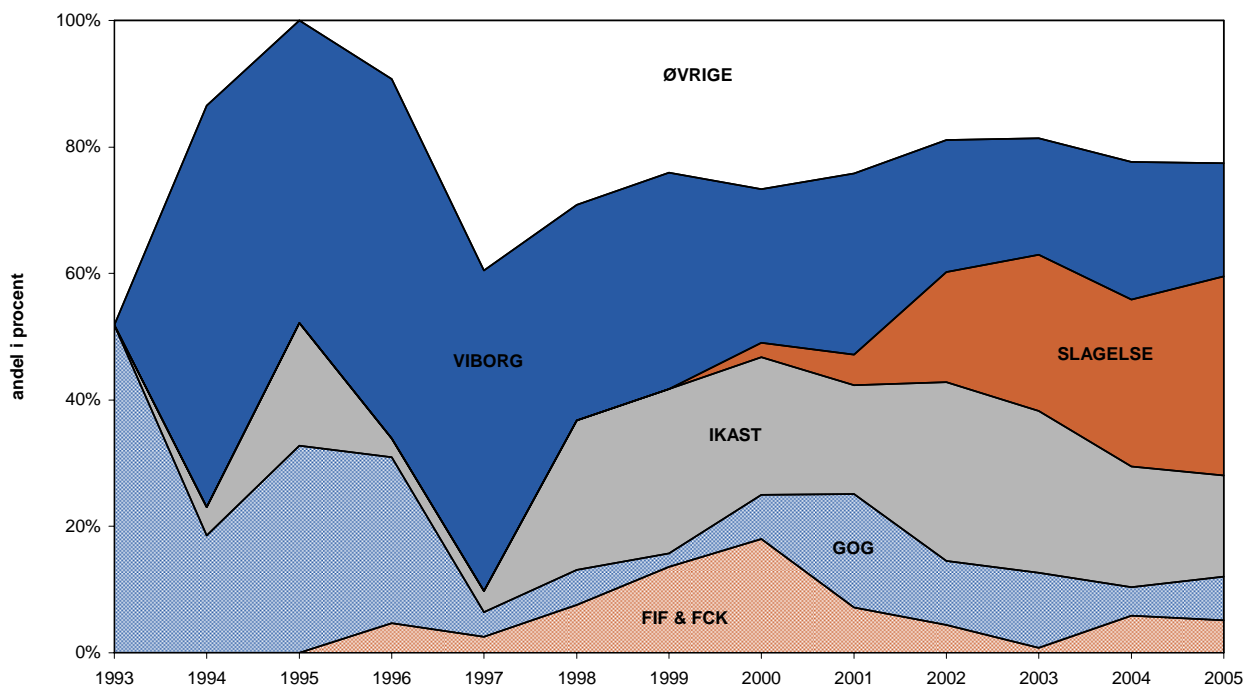 100%
ØVRIGE
80%
60%
andel i procent
VIBORG
SLAGELSE
40%
IKAST
20%
GOG
FIF & FCK
0%
1993 1994 1995 1996 1997 1998 1999 2000 2001 2002 2003 2004 2005